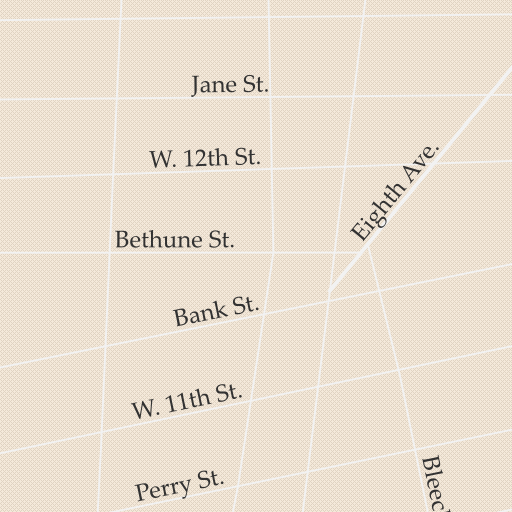 Jane St.
W. 12th St.
Eighth Ave.
Bethune St.
Bank St.
W. 11th St.
Perry St.